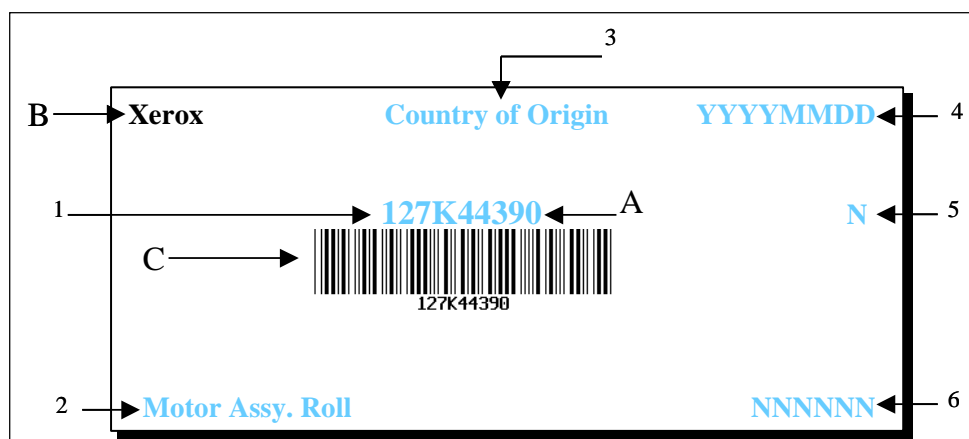 3
B Xerox Country of Origin YYYYMMDD 4
1 127K44390 A N 5
C
127K44390
2 Motor Assy. Roll NNNNNN 6